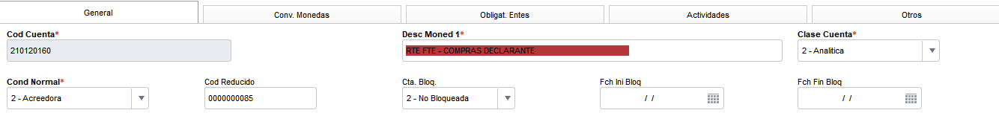 General Conv. Monedas Obligat. Entes Actividades Otros
Cod Cuenta* Desc Moned 1* Clase Cuenta*
210120160 RTE FTE - COMPRAS DECLARANTE 2 - Analitica
Cond Normal* Cod Reducido Cta. Bloq. Fch Ini Bloq Fch Fin Bloq
2 - Acreedora 0000000085 2 - No Bloqueada / / / /